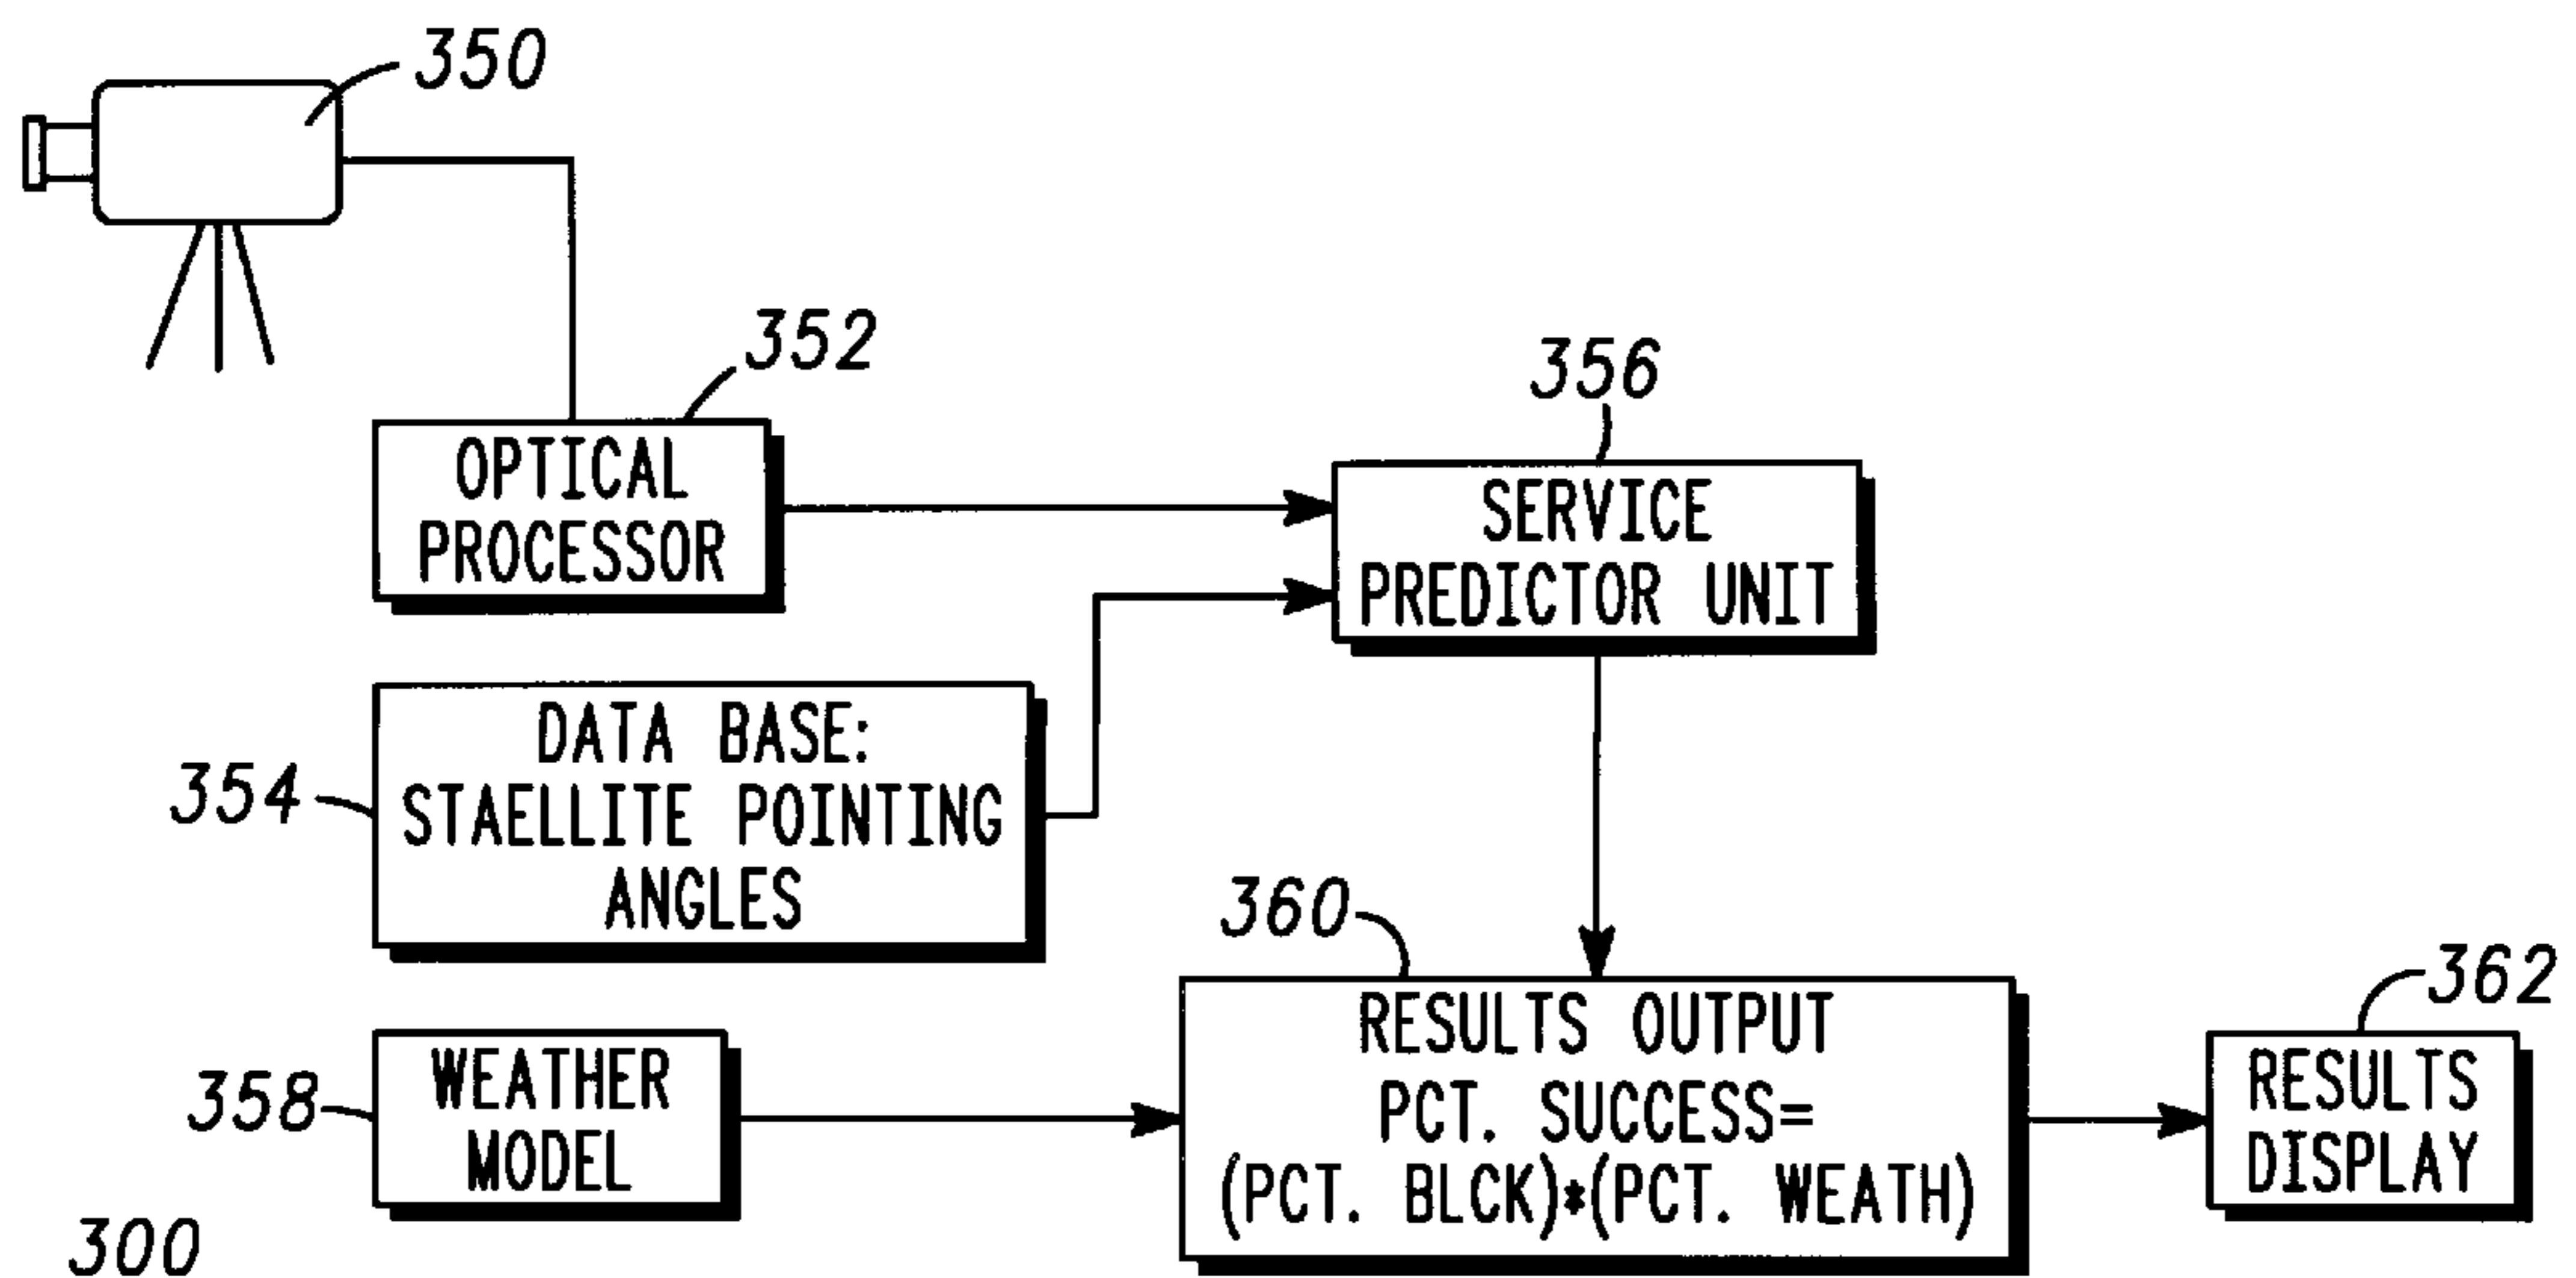 350
352
OPTICAL
PROCESSOR
356
SERVICE
PREDICTOR UNIT
354
DATA BASE:
STAELLITE POINTING
ANGLES
358
WEATHER
MODEL
360
RESULTS OUTPUT
PCT. SUCCESS=
(PCT. BLCK)*(PCT. WEATH)
362
RESULTS
DISPLAY
300